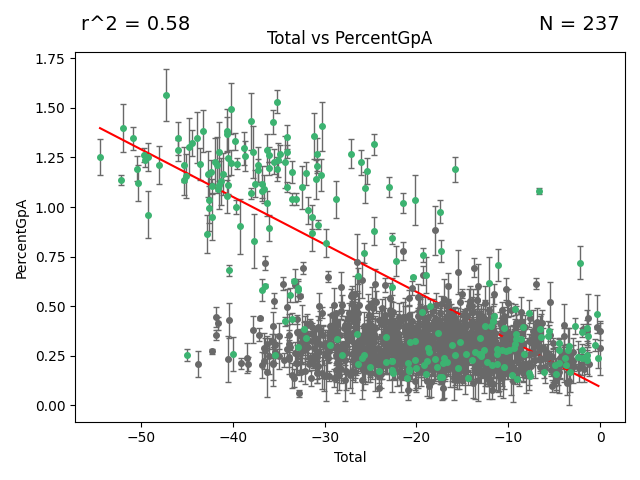 r^2 = 0.58
N = 237
Total vs PercentGpA
1.75
1.50
1.25
1.00
0.75
0.50
0.25
0.00
PercentGpA
−50
−40
−30
−20
−10
0
Total